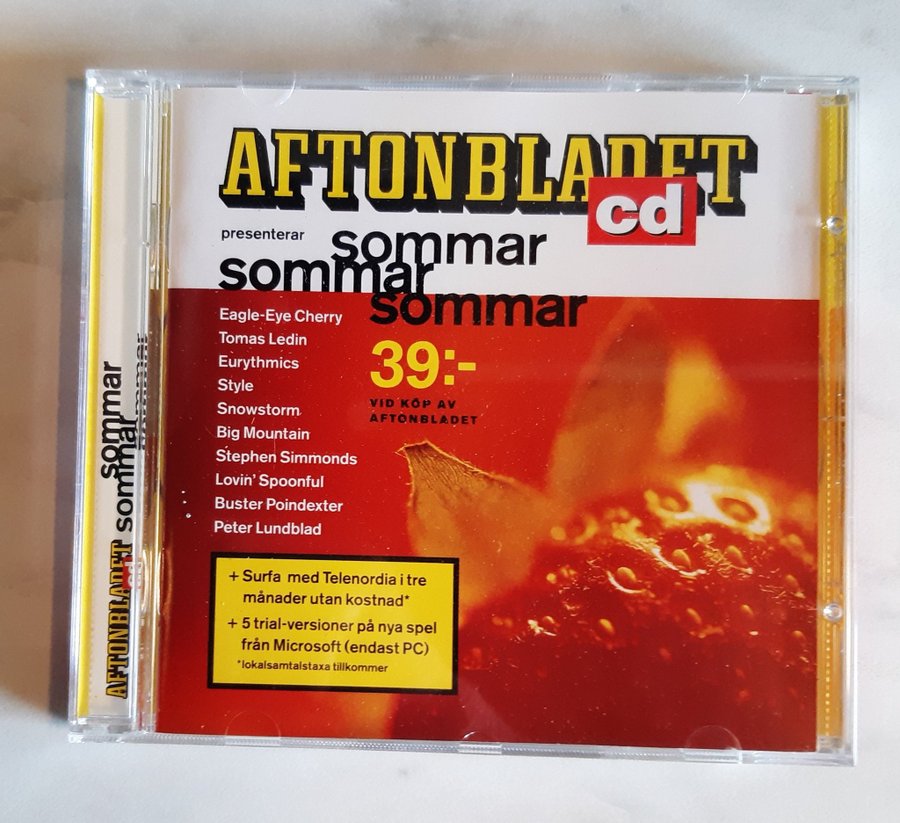 AFTONBLADET
cd
presenterar
sommar
sommar
sommar
Eagle-Eye Cherry
Tomas Ledin
Eurythmics
Style
Snowstorm
Big Mountain
Stephen Simmonds
Lovin' Spoonful
Buster Poindexter
Peter Lundblad
39:-
VID KÖP AV
AFTONBLADET
+ Surfa med Telenordia i tre
månader utan kostnad*
+ 5 trial-versioner på nya spel
från Microsoft (endast PC)
*lokalsamtalstaxa tillkommer
AFTONBLADET
cd
sommar
sommar
sommar